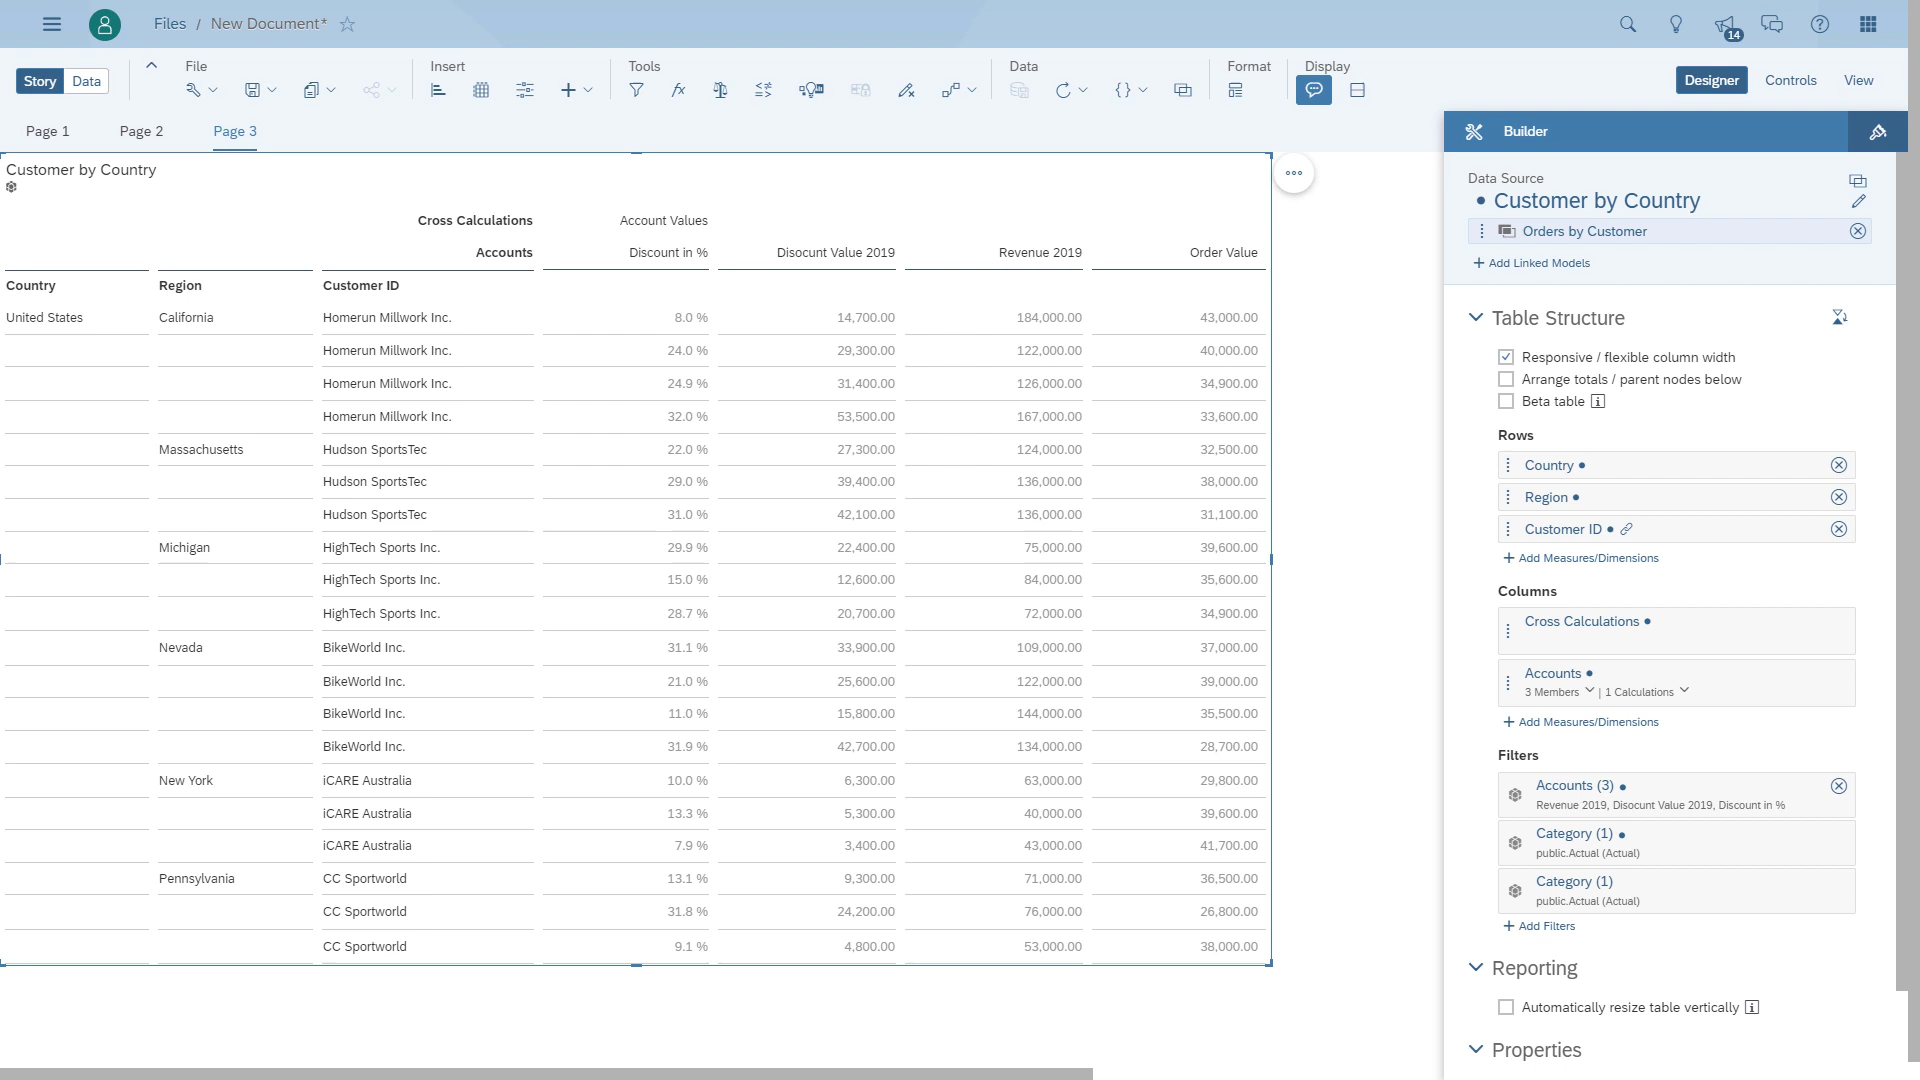 Files / New Document*
14
Story Data
File
Insert
Tools
Data
Format
Display
Designer Controls View
Page 1 Page 2 Page 3
Customer by Country
Cross Calculations Account Values
Accounts Discount in % Disocunt Value 2019 Revenue 2019 Order Value
Country Region Customer ID
United States California Homerun Millwork Inc. 8.0 % 14,700.00 184,000.00 43,000.00
Homerun Millwork Inc. 24.0 % 29,300.00 122,000.00 40,000.00
Homerun Millwork Inc. 24.9 % 31,400.00 126,000.00 34,900.00
Homerun Millwork Inc. 32.0 % 53,500.00 167,000.00 33,600.00
Massachusetts Hudson SportsTec 22.0 % 27,300.00 124,000.00 32,500.00
Hudson SportsTec 29.0 % 39,400.00 136,000.00 38,000.00
Hudson SportsTec 31.0 % 42,100.00 136,000.00 31,100.00
Michigan HighTech Sports Inc. 29.9 % 22,400.00 75,000.00 39,600.00
HighTech Sports Inc. 15.0 % 12,600.00 84,000.00 35,600.00
HighTech Sports Inc. 28.7 % 20,700.00 72,000.00 34,900.00
Nevada BikeWorld Inc. 31.1 % 33,900.00 109,000.00 37,000.00
BikeWorld Inc. 21.0 % 25,600.00 122,000.00 39,000.00
BikeWorld Inc. 11.0 % 15,800.00 144,000.00 35,500.00
BikeWorld Inc. 31.9 % 42,700.00 134,000.00 28,700.00
New York iCARE Australia 10.0 % 6,300.00 63,000.00 29,800.00
iCARE Australia 13.3 % 5,300.00 40,000.00 39,600.00
iCARE Australia 7.9 % 3,400.00 43,000.00 41,700.00
Pennsylvania CC Sportworld 13.1 % 9,300.00 71,000.00 36,500.00
CC Sportworld 31.8 % 24,200.00 76,000.00 26,800.00
CC Sportworld 9.1 % 4,800.00 53,000.00 38,000.00
Builder
Data Source
Customer by Country
Orders by Customer
+ Add Linked Models
Table Structure
Responsive / flexible column width
Arrange totals / parent nodes below
Beta table
Rows
Country
Region
Customer ID
+ Add Measures/Dimensions
Columns
Cross Calculations
Accounts
3 Members | 1 Calculations
+ Add Measures/Dimensions
Filters
Accounts (3)
Revenue 2019, Disocunt Value 2019, Discount in %
Category (1)
public.Actual (Actual)
Category (1)
public.Actual (Actual)
+ Add Filters
Reporting
Automatically resize table vertically
Properties